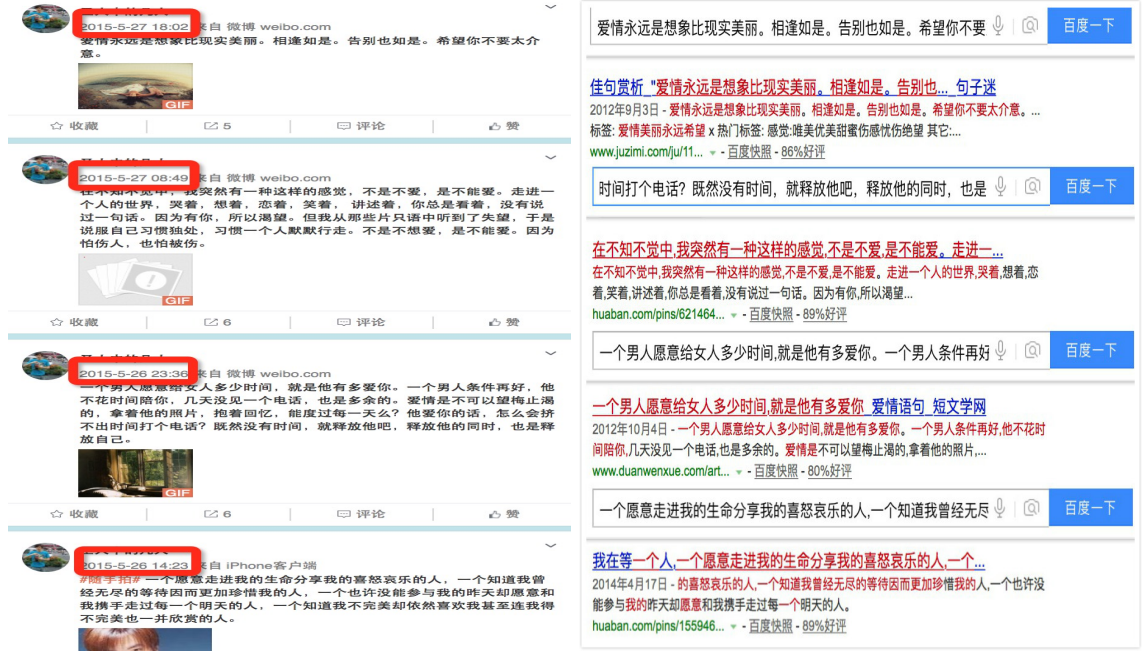 2015-5-27 18:02 来自 微博 weibo.com
爱情永远是想象比现实美丽。相逢如是。告别也如是。希望你不要太介
意。
GIF
收藏 5 评论 赞
2015-5-27 08:49 来自 微博 weibo.com
在不知不觉中，我突然有一种这样的感觉，不是不爱，是不能爱。走进一
个人的世界，哭着，想着，恋着，笑着， 讲述着，你总是看着，没有说
过一句话。因为有你，所以渴望。但我从那些片只语中听到了失望，于是
说服自己习惯独处，习惯一个人默默行走。不是不想爱，是不能爱。因为
怕伤人，也怕被伤。
GIF
收藏 6 评论 赞
2015-5-26 23:36 来自 微博 weibo.com
一个男人愿意给女人多少时间，就是他有多爱你。一个男人条件再好，他
不花时间陪你，几天没见一个电话，也是多余的。爱情是不可以望梅止渴
的，拿着他的照片，抱着回忆，能度过每一天么？他爱你的话，怎么会挤
不出时间打个电话？既然没有时间，就释放他吧，释放他的同时，也是释
放自己。
GIF
收藏 6 评论 赞
2015-5-26 14:23 来自 iPhone客户端
#随手拍# 一个愿意走进我的生命分享我的喜怒哀乐的人，一个知道我曾
经无尽的等待因而更加珍惜我的人，一个也许没能参与我的昨天却愿意和
我携手走过每一个明天的人，一个知道我不完美却依然喜欢我甚至连我得
不完美也一并欣赏的人。
爱情永远是想象比现实美丽。相逢如是。告别也如是。希望你不要 百度一下
佳句赏析_"爱情永远是想象比现实美丽。相逢如是。告别也..._句子迷
2012年9月3日 - 爱情永远是想象比现实美丽。相逢如是。告别也如是。希望你不要太介意。...
标签: 爱情美丽永远希望 x 热门标签: 感觉:唯美优美甜蜜伤感忧伤绝望 其它:...
www.juzimi.com/ju/11... - 百度快照 - 86%好评
时间打个电话？既然没有时间，就释放他吧，释放他的同时，也是 百度一下
在不知不觉中,我突然有一种这样的感觉,不是不爱,是不能爱。走进一...
在不知不觉中,我突然有一种这样的感觉,不是不爱,是不能爱。走进一个人的世界,哭着,想着,恋
着,笑着,讲述着,你总是看着,没有说过一句话。因为有你,所以渴望...
huaban.com/pins/621464... - 百度快照 - 89%好评
一个男人愿意给女人多少时间,就是他有多爱你。一个男人条件再好 百度一下
一个男人愿意给女人多少时间,就是他有多爱你_爱情语句_短文学网
2012年10月4日 - 一个男人愿意给女人多少时间,就是他有多爱你。一个男人条件再好,他不花时
间陪你,几天没见一个电话,也是多余的。爱情是不可以望梅止渴的,拿着他的照片,...
www.duanwenxue.com/art... - 百度快照 - 80%好评
一个愿意走进我的生命分享我的喜怒哀乐的人,一个知道我曾经无尽 百度一下
我在等一个人,一个愿意走进我的生命分享我的喜怒哀乐的人,一个...
2014年4月17日 - 的喜怒哀乐的人,一个知道我曾经无尽的等待因而更加珍惜我的人,一个也许没
能参与我的昨天却愿意和我携手走过每一个明天的人。
huaban.com/pins/155946... - 百度快照 - 89%好评